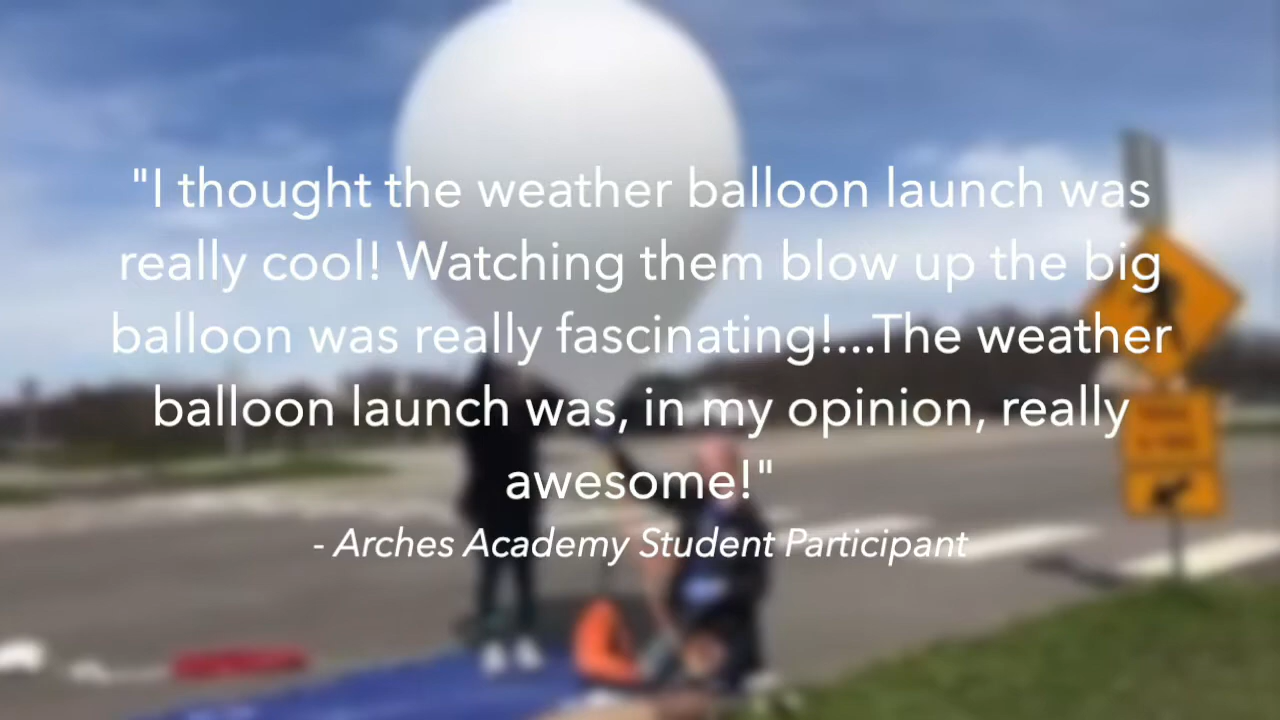 "I thought the weather balloon launch was
really cool! Watching them blow up the big
balloon was really fascinating!...The weather
balloon launch was, in my opinion, really
awesome!"
- Arches Academy Student Participant